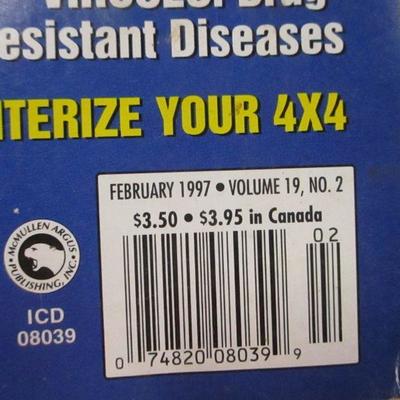 esistant Diseases
ITERIZE YOUR 4X4
FEBRUARY 1997 • VOLUME 19, NO. 2
$3.50 • $3.95 in Canada
02
McMULLEN ARGUS
PUBLISHING, INC.
ICD
08039
0 74820 08039 9